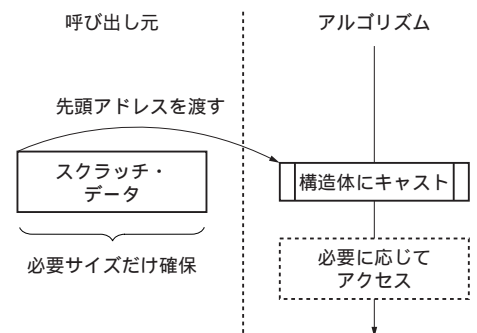 呼び出し元
アルゴリズム
先頭アドレスを渡す
スクラッチ・
データ
構造体にキャスト
必要サイズだけ確保
必要に応じて
アクセス